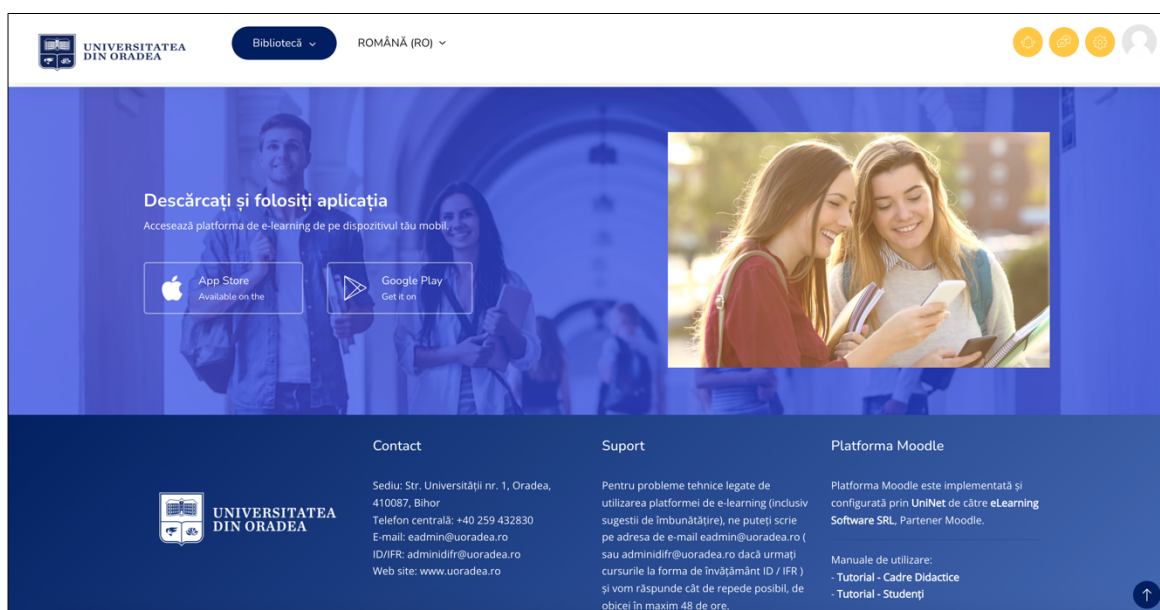 UNIVERSITATEA
DIN ORADEA
Bibliotecă
ROMÂNĂ (RO)
Descărcați și folosiți aplicația
Accesează platforma de e-learning de pe dispozitivul tău mobil.
App Store
Available on the
Google Play
Get it on
UNIVERSITATEA
DIN ORADEA
Contact
Sediu: Str. Universității nr. 1, Oradea,
410087, Bihor
Telefon centrală: +40 259 432830
E-mail: eadmin@uoradea.ro
ID/IFR: adminidifr@uoradea.ro
Web site: www.uoradea.ro
Suport
Pentru probleme tehnice legate de
utilizarea platformei de e-learning (inclusiv
sugestii de îmbunătățire), ne puteți scrie
pe adresa de e-mail eadmin@uoradea.ro (
sau adminidifr@uoradea.ro dacă urmați
cursurile la forma de învățământ ID / IFR )
și vom răspunde cât de repede posibil, de
obicei în maxim 48 de ore.
Platforma Moodle
Platforma Moodle este implementată și
configurată prin UniNet de către eLearning
Software SRL, Partener Moodle.
Manuale de utilizare:
- Tutorial - Cadre Didactice
- Tutorial - Studenți